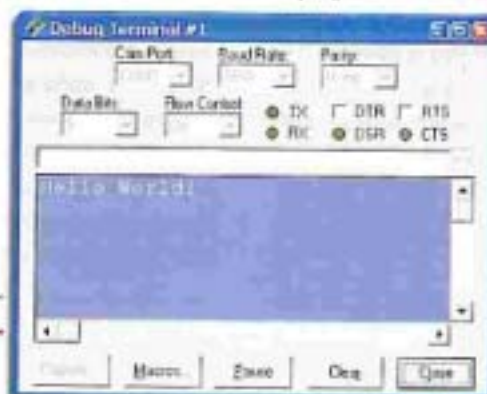 Debug Terminal #1
Com Port: Baud Rate: Parity:
Data Bits: Flow Control: TX DTR RTS
RX DSR CTS
Hello World!
Macros... Pause Clear Close